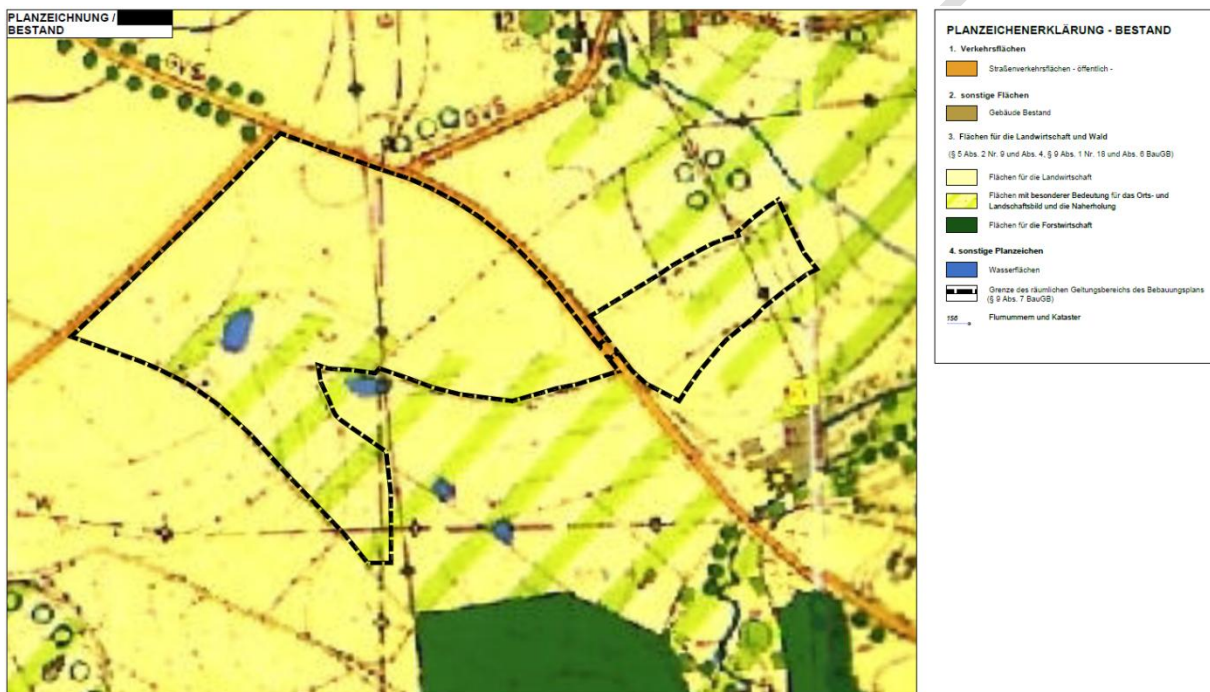 PLANZEICHNUNG /
BESTAND
GVS
GVS
PLANZEICHENERKLÄRUNG - BESTAND
1. Verkehrsflächen
Straßenverkehrsflächen - öffentlich -
2. sonstige Flächen
Gebäude Bestand
3. Flächen für die Landwirtschaft und Wald
(§ 5 Abs. 2 Nr. 9 und Abs. 4, § 9 Abs. 1 Nr. 18 und Abs. 6 BauGB)
Flächen für die Landwirtschaft
Flächen mit besonderer Bedeutung für das Orts- und
Landschaftsbild und die Naherholung
Flächen für die Forstwirtschaft
4. sonstige Planzeichen
Wasserflächen
Grenze des räumlichen Geltungsbereichs des Bebauungsplans
(§ 9 Abs. 7 BauGB)
158 Flurnummern und Kataster